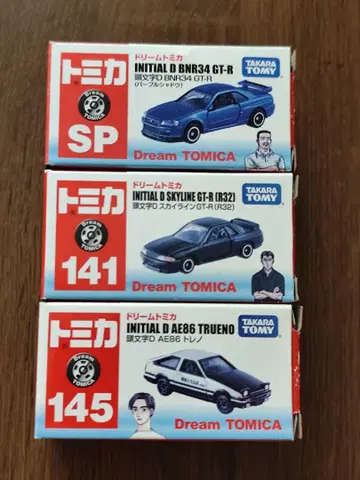 トミカ
Dream
TOMICA
SP
ドリームトミカ
INITIAL D BNR34 GT-R
頭文字D BNR34 GT-R
(パープルシャドウ)
TAKARA
TOMY
Dream TOMICA
トミカ
Dream
TOMICA
141
ドリームトミカ
INITIAL D SKYLINE GT-R (R32)
頭文字D スカイライン GT-R (R32)
TAKARA
TOMY
Dream TOMICA
トミカ
Dream
TOMICA
145
ドリームトミカ
INITIAL D AE86 TRUENO
頭文字D AE86 トレノ
TAKARA
TOMY
Dream TOMICA